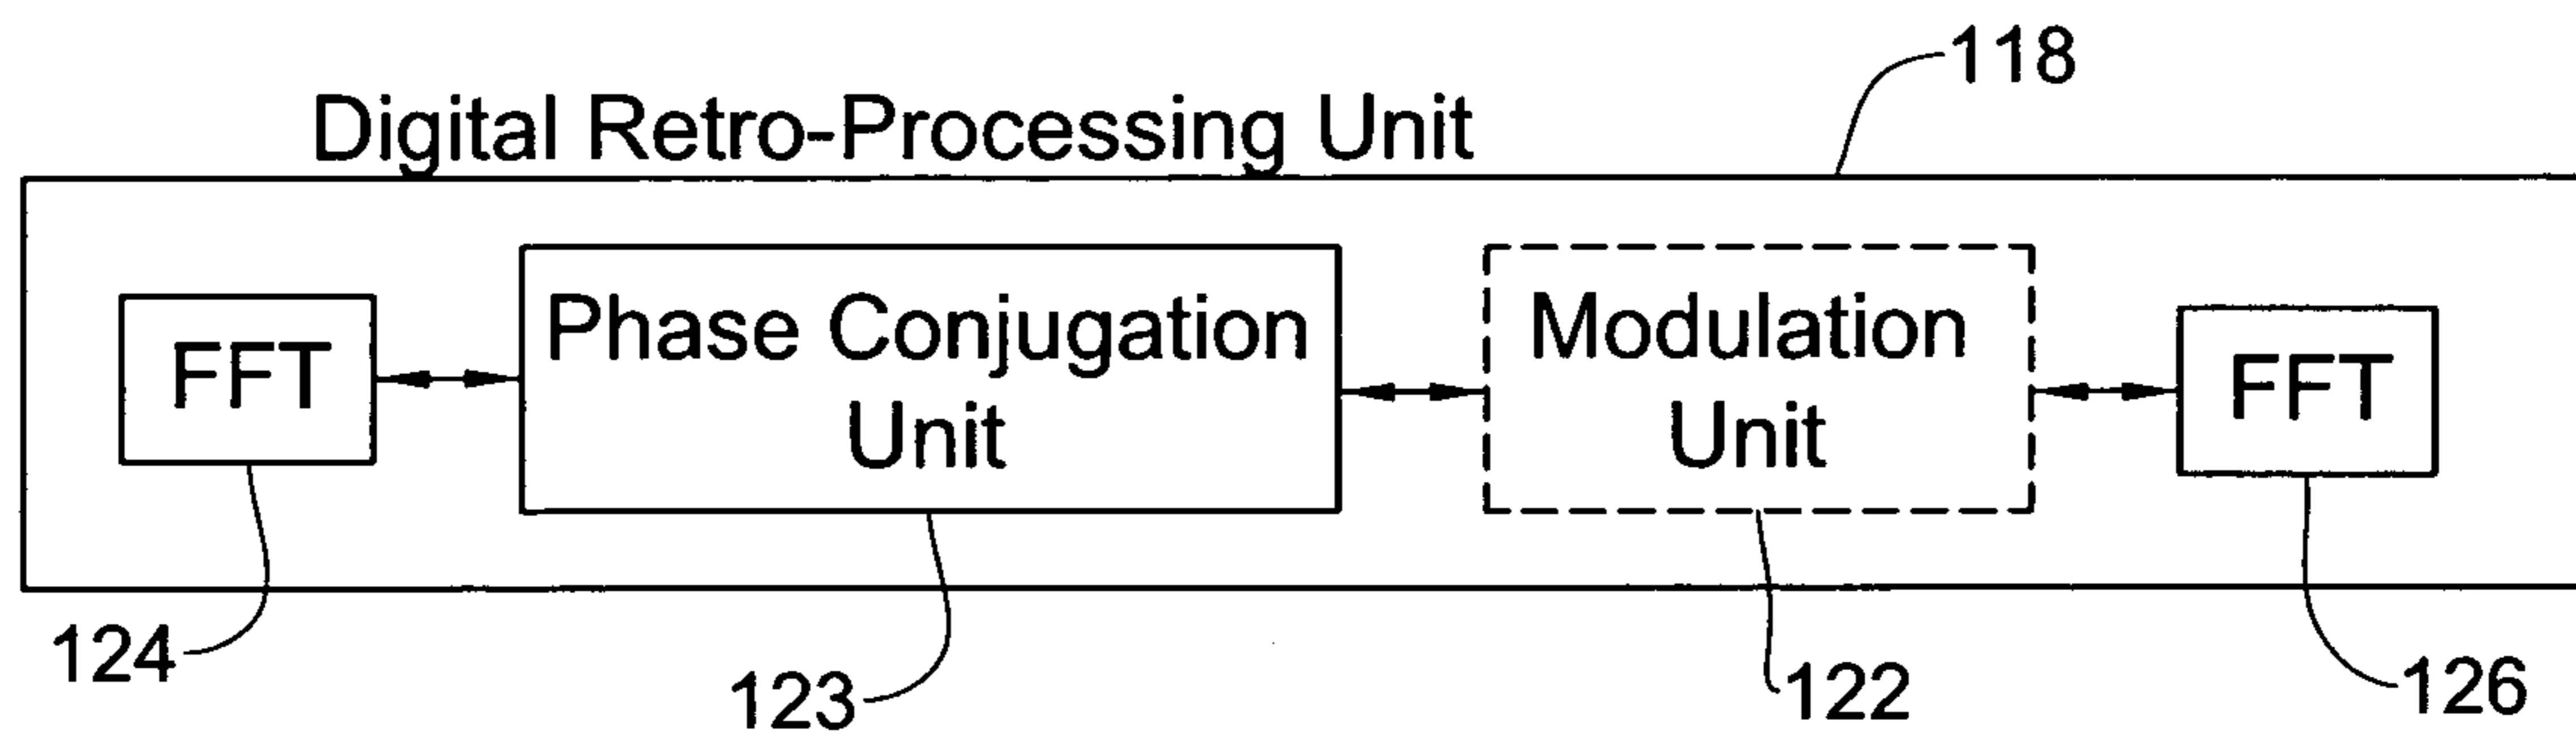 118
Digital Retro-Processing Unit
FFT
Phase Conjugation
Unit
Modulation
Unit
FFT
124
123
122
126